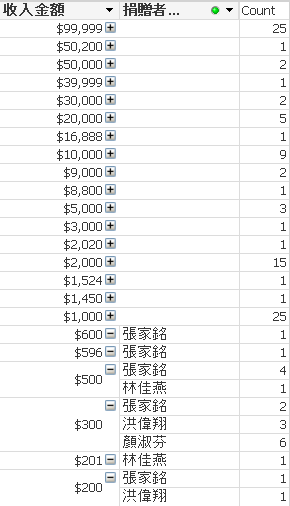 收入金額 捐贈者... Count
$99,999 25
$50,200 1
$50,000 2
$39,999 1
$30,000 2
$20,000 5
$16,888 1
$10,000 9
$9,000 2
$8,800 1
$5,000 3
$3,000 1
$2,020 1
$2,000 15
$1,524 1
$1,450 1
$1,000 25
$600 張家銘 1
$596 張家銘 1
$500 張家銘 4
林佳燕 1
$300 張家銘 2
洪偉翔 3
顏淑芬 6
$201 林佳燕 1
$200 張家銘 1
洪偉翔 1